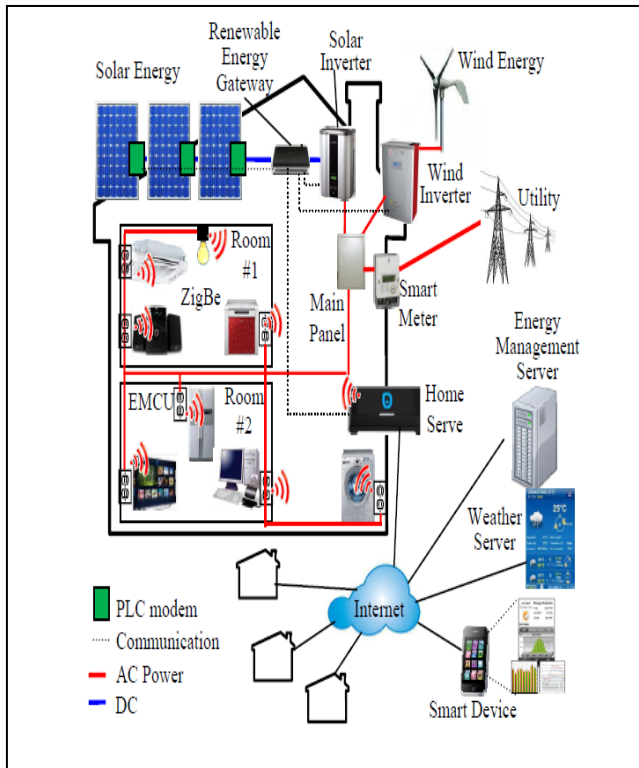 Renewable
Energy
Gateway
Solar
Inverter
Solar Energy
Wind Energy
Wind
Inverter
Utility
Room
#1
ZigBe
Main
Panel
Smart
Meter
Energy
Management
Server
EMCU
Room
#2
Home
Serve
Weather
Server
25°C
Internet
PLC modem
Communication
AC Power
DC
Smart Device